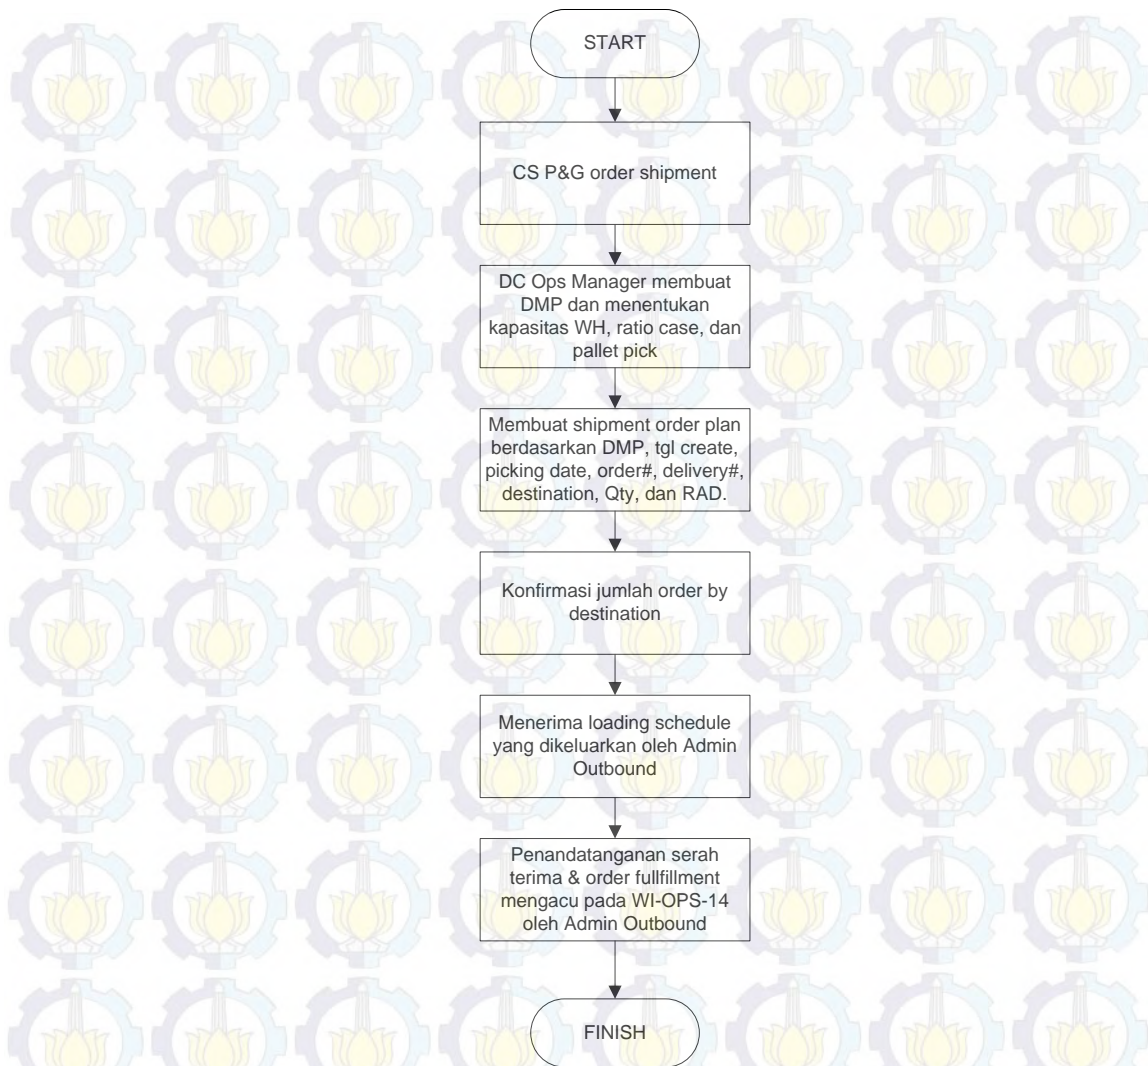 START
CS P&G order shipment
DC Ops Manager membuat
DMP dan menentukan
kapasitas WH, ratio case, dan
pallet pick
Membuat shipment order plan
berdasarkan DMP, tgl create,
picking date, order#, delivery#,
destination, Qty, dan RAD.
Konfirmasi jumlah order by
destination
Menerima loading schedule
yang dikeluarkan oleh Admin
Outbound
Penandatanganan serah
terima & order fullfillment
mengacu pada WI-OPS-14
oleh Admin Outbound
FINISH